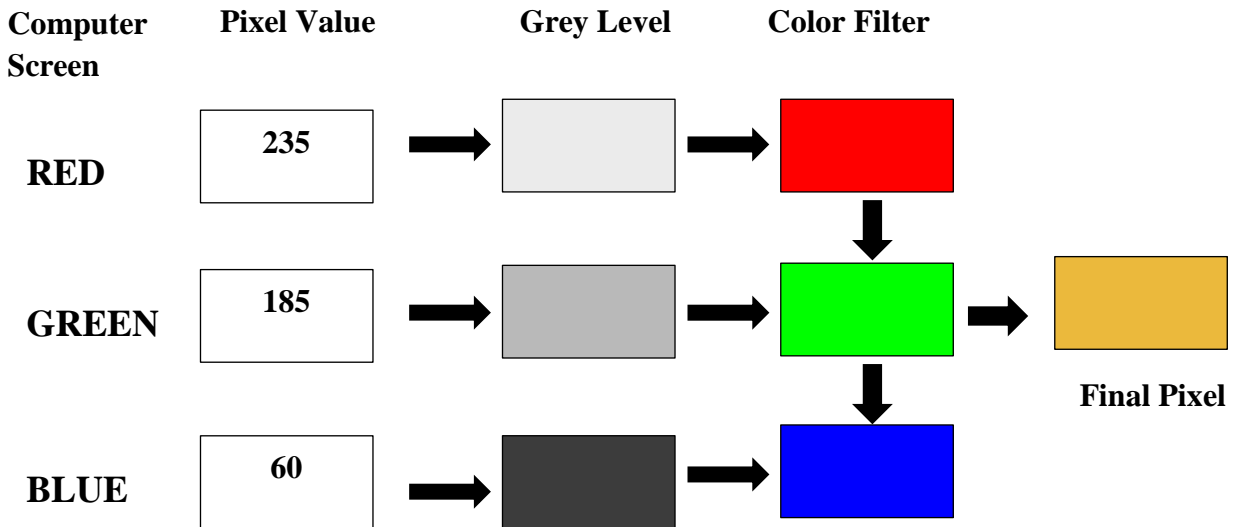 Computer Screen
Pixel Value
Grey Level
Color Filter
RED
235
GREEN
185
Final Pixel
BLUE
60